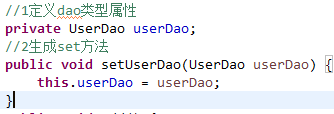 //1定义dao类型属性
private UserDao userDao;
//2生成set方法
public void setUserDao(UserDao userDao) {
    this.userDao = userDao;
}